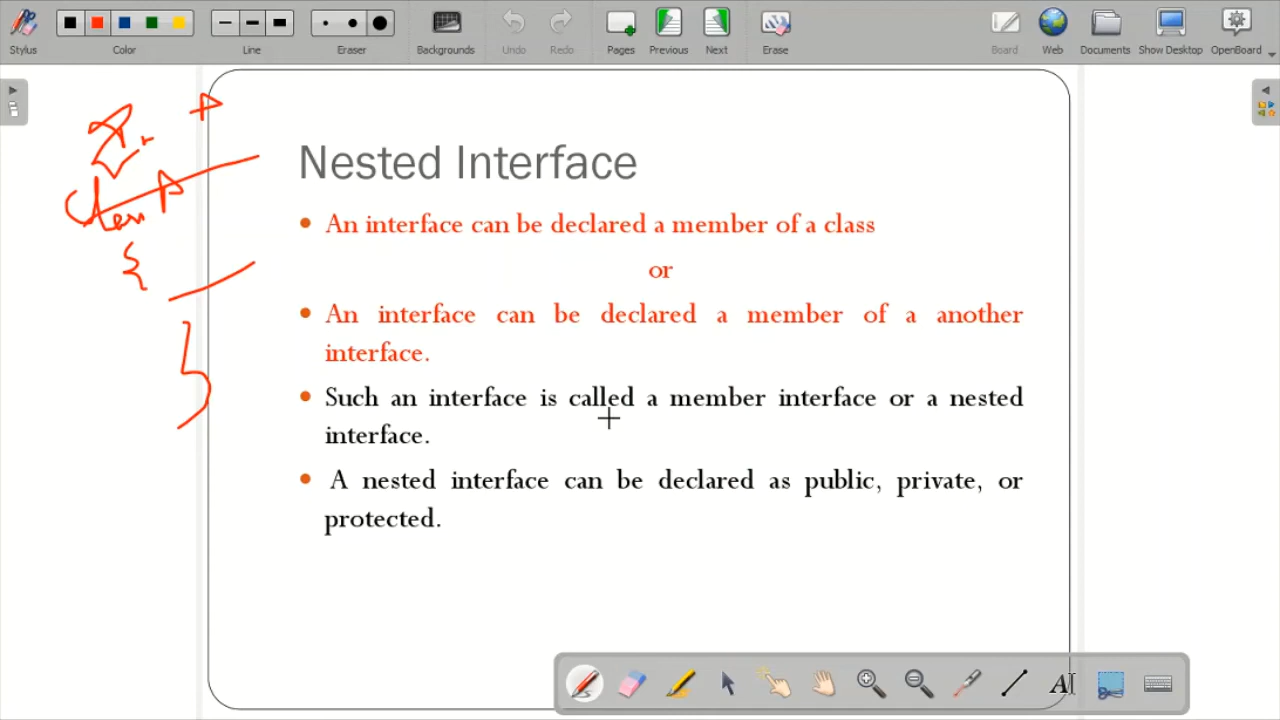 Stylus Color Line Eraser Backgrounds Undo Redo Pages Previous Next Erase Board Web Documents Show Desktop OpenBoard
Nested Interface
• An interface can be declared a member of a class
or
• An interface can be declared a member of a another
interface.
• Such an interface is called a member interface or a nested
interface.
• A nested interface can be declared as public, private, or
protected.